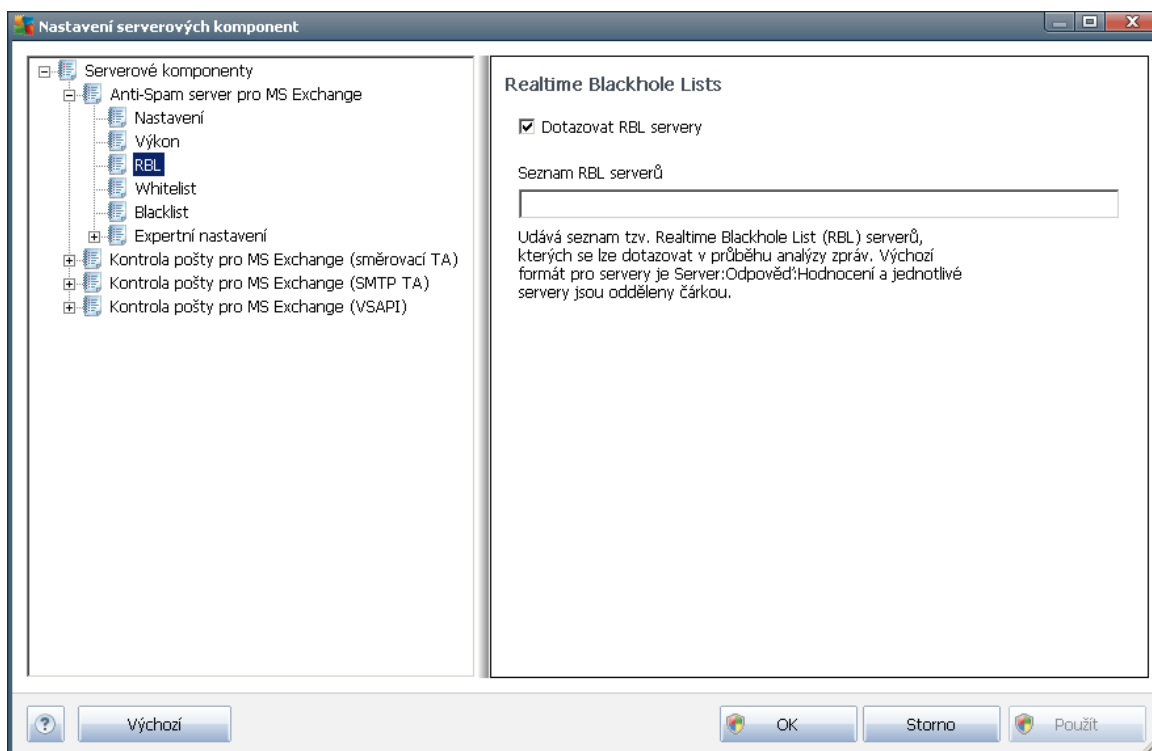 Nastavení serverových komponent
Serverové komponenty
Anti-Spam server pro MS Exchange
Nastavení
Výkon
RBL
Whitelist
Blacklist
Expertní nastavení
Kontrola pošty pro MS Exchange (směrovací TA)
Kontrola pošty pro MS Exchange (SMTP TA)
Kontrola pošty pro MS Exchange (VSAPI)
Realtime Blackhole Lists
Dotazovat RBL servery
Seznam RBL serverů
Udává seznam tzv. Realtime Blackhole List (RBL) serverů,
kterých se lze dotazovat v průběhu analýzy zpráv. Výchozí
formát pro servery je Server:Odpověď:Hodnocení a jednotlivé
servery jsou odděleny čárkou.
?
Výchozí
OK
Storno
Použít